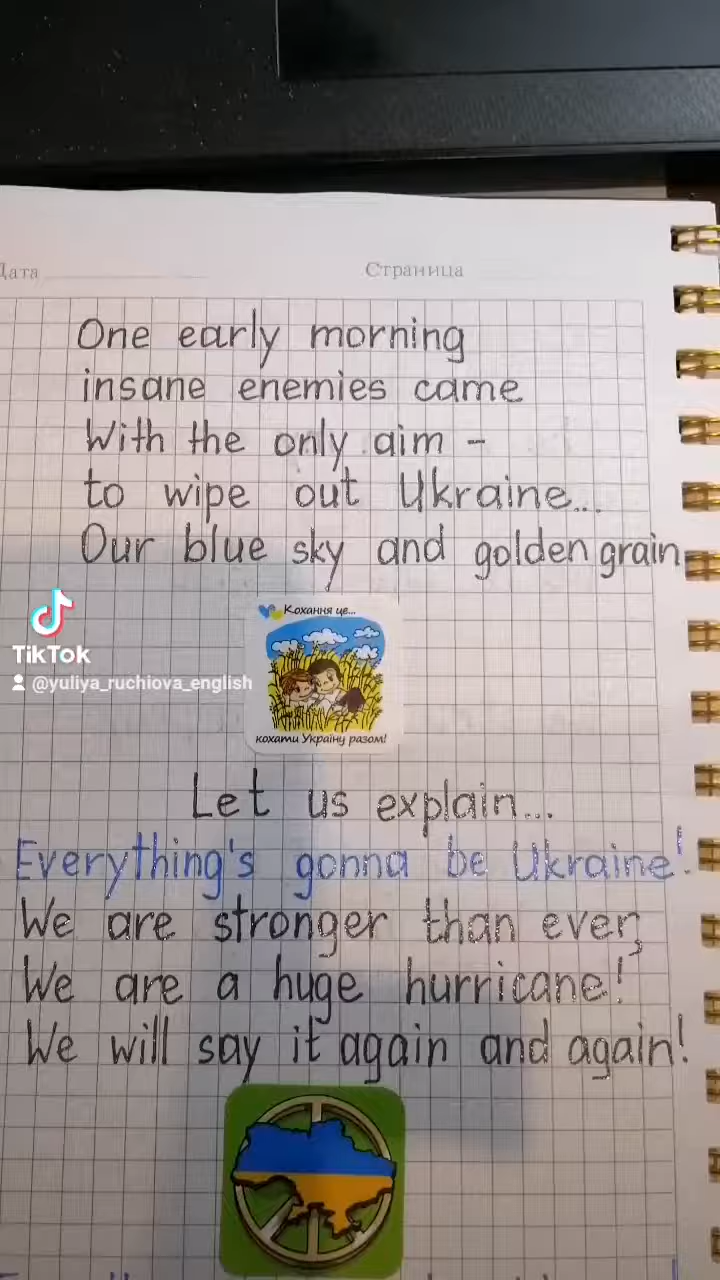 Дата
Страница
One early morning
insane enemies came
With the only aim -
to wipe out Ukraine...
Our blue sky and golden grain
Кохання це...
TikTok
@yuliya_ruchiova_english
кохати Україну разом!
Let us explain...
Everything's gonna be Ukraine!
We are stronger than ever,
We are a huge hurricane!
We will say it again and again!